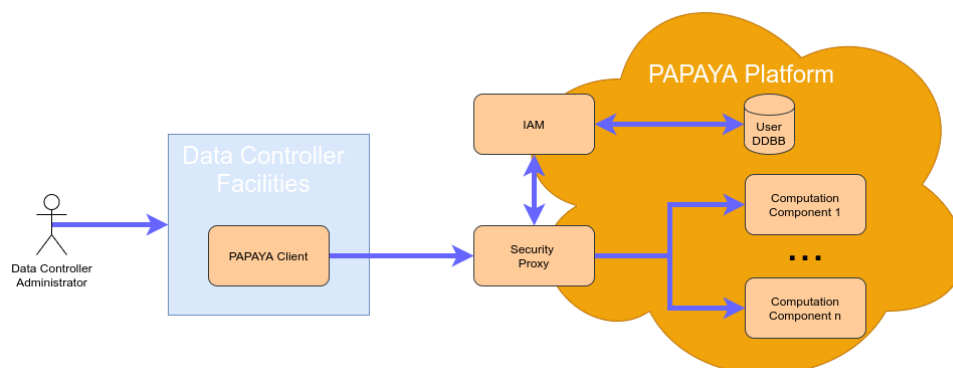 PAPAYA Platform
IAM
User
DDBB
Data Controller
Facilities
Computation
Component 1
PAPAYA Client
Security
Proxy
...
Data Controller
Administrator
Computation
Component n